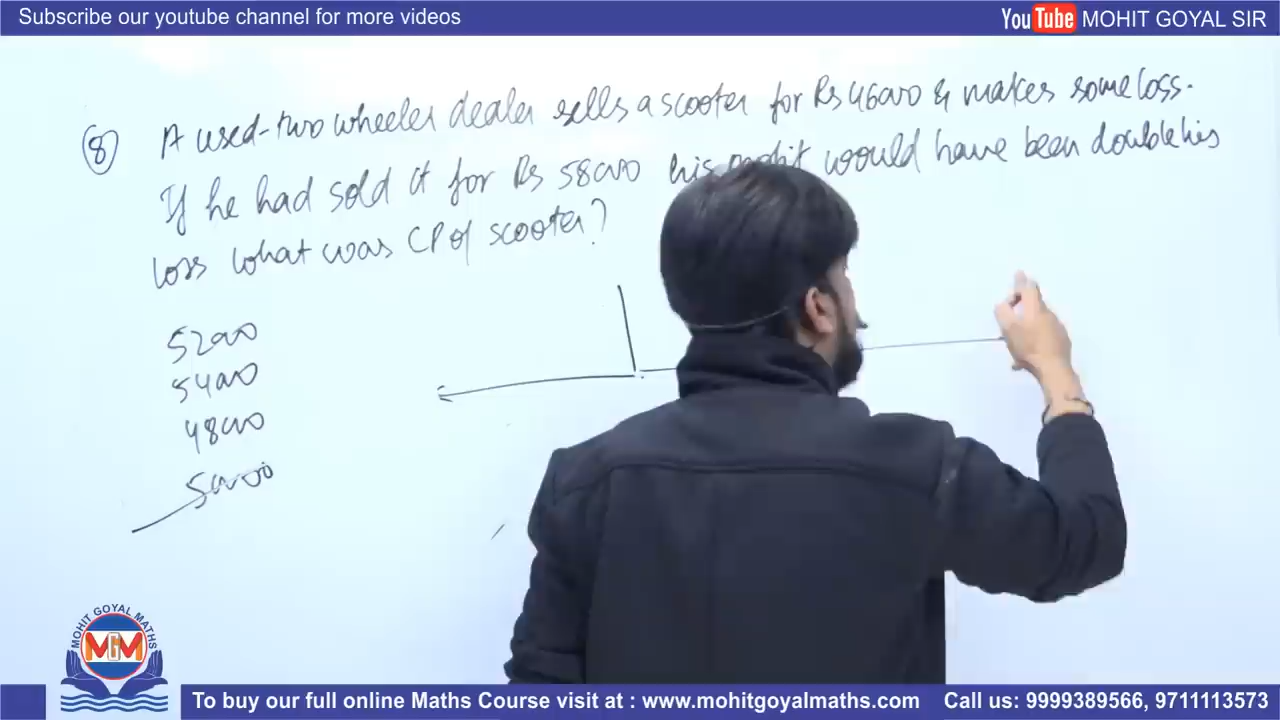 Subscribe our youtube channel for more videos
YouTube MOHIT GOYAL SIR
(8) A used-two wheeler dealer sells a scooter for Rs 46000 & makes some loss.
If he had sold it for Rs 58000 his profit would have been double his
loss what was CP of scooter?
52000
54000
48000
50000
MOHIT GOYAL MATHS
MGM
To buy our full online Maths Course visit at : www.mohitgoyalmaths.com Call us: 9999389566, 9711113573